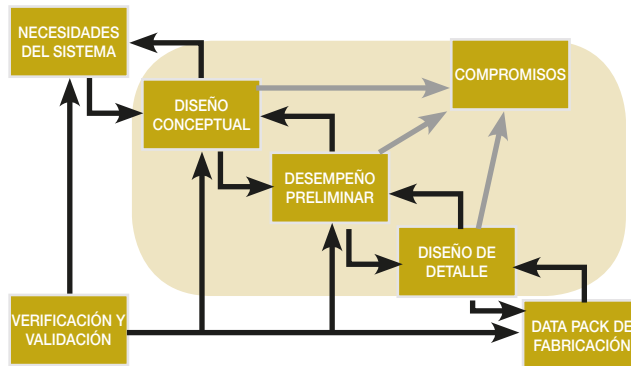 NECESIDADES
DEL SISTEMA
COMPROMISOS
DISEÑO
CONCEPTUAL
DESEMPEÑO
PRELIMINAR
DISEÑO DE
DETALLE
VERIFICACIÓN Y
VALIDACIÓN
DATA PACK DE
FABRICACIÓN